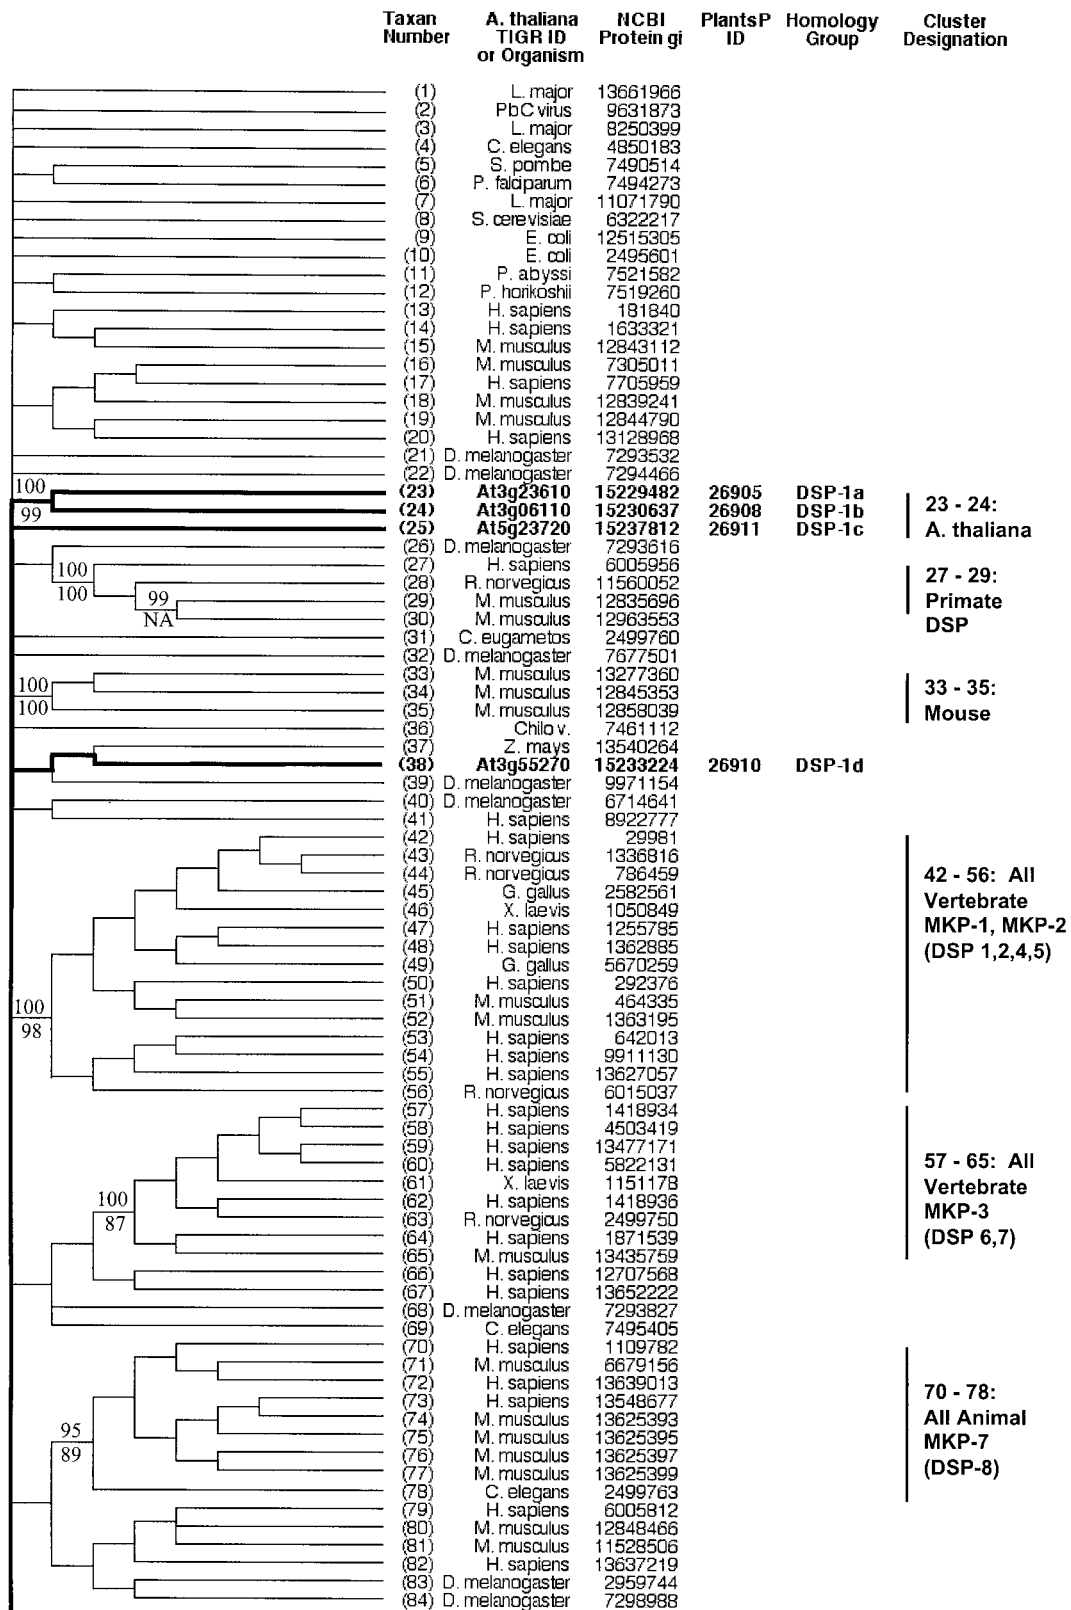 Taxan Number A. thaliana TIGR ID or Organism NCBI Protein gi PlantsP ID Homology Group Cluster Designation
(1) L. major 13661966
(2) PbC virus 9631873
(3) L. major 8250399
(4) C. elegans 4850183
(5) S. pombe 7490514
(6) P. falciparum 7494273
(7) L. major 11071790
(8) S. cerevisiae 6322217
(9) E. coli 12515305
(10) E. coli 2495601
(11) P. abyssi 7521582
(12) P. horikoshii 7519260
(13) H. sapiens 181840
(14) H. sapiens 1633321
(15) M. musculus 12843112
(16) M. musculus 7305011
(17) H. sapiens 7705959
(18) M. musculus 12839241
(19) M. musculus 12844790
(20) H. sapiens 13128968
(21) D. melanogaster 7293532
(22) D. melanogaster 7294466
100
(23) At3g23610 15229482 26905 DSP-1a
99
(24) At3g06110 15230637 26908 DSP-1b
(25) At5g23720 15237812 26911 DSP-1c
23 - 24:
A. thaliana
(26) D. melanogaster 7293616
(27) H. sapiens 6005956
100
100
(28) R. norvegicus 11560052
99
NA
(29) M. musculus 12835696
(30) M. musculus 12963553
27 - 29:
Primate
DSP
(31) C. eugametos 2499760
(32) D. melanogaster 7677501
(33) M. musculus 13277360
100
100
(34) M. musculus 12845353
(35) M. musculus 12858039
33 - 35:
Mouse
(36) Chilo v. 7461112
(37) Z. mays 13540264
(38) At3g55270 15233224 26910 DSP-1d
(39) D. melanogaster 9971154
(40) D. melanogaster 6714641
(41) H. sapiens 8922777
(42) H. sapiens 29981
(43) R. norvegicus 1336816
(44) R. norvegicus 786459
(45) G. gallus 2582561
(46) X. laevis 1050849
(47) H. sapiens 1255785
(48) H. sapiens 1362885
(49) G. gallus 5670259
(50) H. sapiens 292376
(51) M. musculus 464335
100
98
(52) M. musculus 1363195
(53) H. sapiens 642013
(54) H. sapiens 9911130
(55) H. sapiens 13627057
(56) R. norvegicus 6015037
42 - 56: All
Vertebrate
MKP-1, MKP-2
(DSP 1,2,4,5)
(57) H. sapiens 1418934
(58) H. sapiens 4503419
(59) H. sapiens 13477171
(60) H. sapiens 5822131
(61) X. laevis 1151178
100
87
(62) H. sapiens 1418936
(63) R. norvegicus 2499750
(64) H. sapiens 1871539
(65) M. musculus 13435759
57 - 65: All
Vertebrate
MKP-3
(DSP 6,7)
(66) H. sapiens 12707568
(67) H. sapiens 13652222
(68) D. melanogaster 7293827
(69) C. elegans 7495405
(70) H. sapiens 1109782
(71) M. musculus 6679156
(72) H. sapiens 13639013
(73) H. sapiens 13548677
(74) M. musculus 13625393
95
89
(75) M. musculus 13625395
(76) M. musculus 13625397
(77) M. musculus 13625399
(78) C. elegans 2499763
70 - 78:
All Animal
MKP-7
(DSP-8)
(79) H. sapiens 6005812
(80) M. musculus 12848466
(81) M. musculus 11528506
(82) H. sapiens 13637219
(83) D. melanogaster 2959744
(84) D. melanogaster 7298988